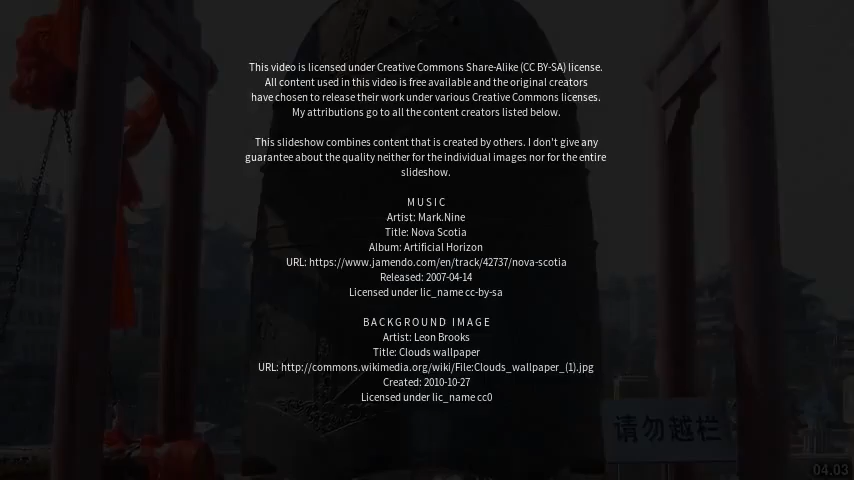 This video is licensed under Creative Commons Share-Alike (CC BY-SA) license.
All content used in this video is free available and the original creators
have chosen to release their work under various Creative Commons licenses.
My attributions go to all the content creators listed below.
This slideshow combines content that is created by others. I don't give any
guarantee about the quality neither for the individual images nor for the entire
slideshow.
MUSIC
Artist: Mark.Nine
Title: Nova Scotia
Album: Artificial Horizon
URL: https://www.jamendo.com/en/track/42737/nova-scotia
Released: 2007-04-14
Licensed under lic_name cc-by-sa
BACKGROUND IMAGE
Artist: Leon Brooks
Title: Clouds wallpaper
URL: http://commons.wikimedia.org/wiki/File:Clouds_wallpaper_(1).jpg
Created: 2010-10-27
Licensed under lic_name cc0
请勿越栏
04.03